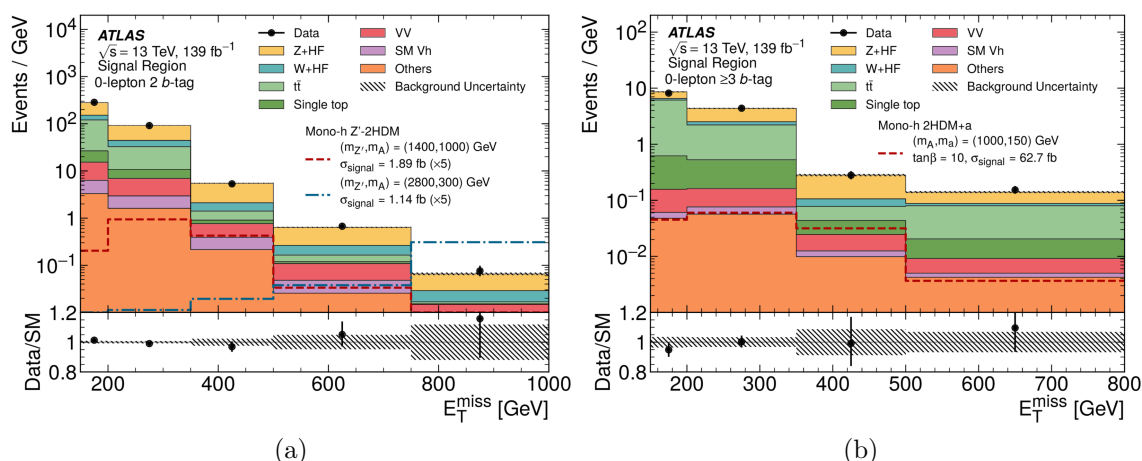 ATLAS
√s = 13 TeV, 139 fb⁻¹
Signal Region
0-lepton 2 b-tag
Data
Z+HF
W+HF
tt̄
Single top
VV
SM Vh
Others
Background Uncertainty
Mono-h Z'-2HDM
(m_Z', m_A) = (1400,1000) GeV
σ_signal = 1.89 fb (×5)
(m_Z', m_A) = (2800,300) GeV
σ_signal = 1.14 fb (×5)
Events / GeV
10⁴
10³
10²
10
1
10⁻¹
Data/SM
1.2
1
0.8
200 300 400 500 600 700 800 900 1000
E_T^miss [GeV]
(a)
ATLAS
√s = 13 TeV, 139 fb⁻¹
Signal Region
0-lepton ≥3 b-tag
Data
Z+HF
W+HF
tt̄
Single top
VV
SM Vh
Others
Background Uncertainty
Mono-h 2HDM+a
(m_A, m_a) = (1000,150) GeV
tanβ = 10, σ_signal = 62.7 fb
Events / GeV
10²
10
1
10⁻¹
10⁻²
Data/SM
1.2
1
0.8
200 300 400 500 600 700 800
E_T^miss [GeV]
(b)